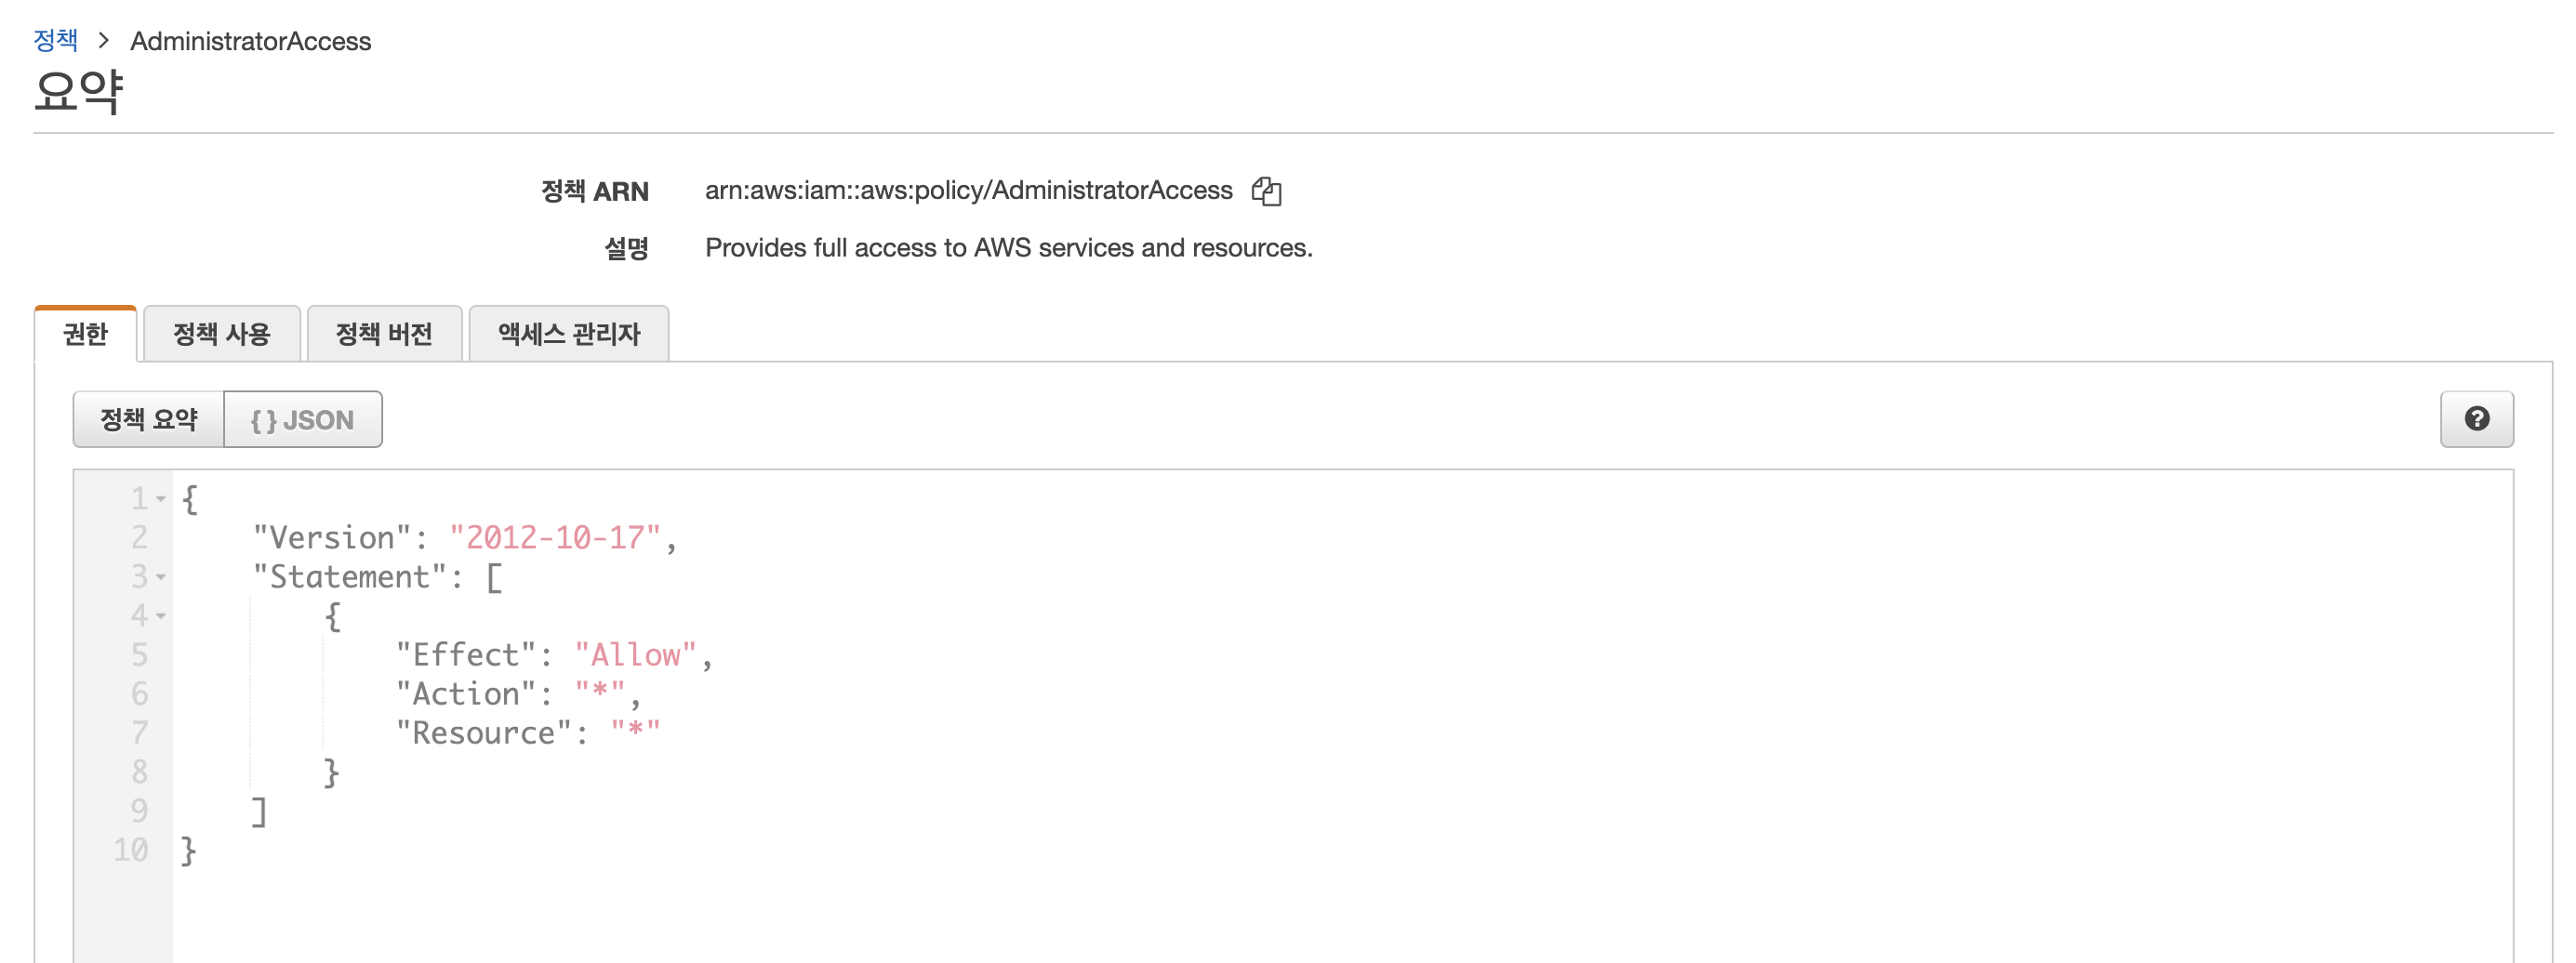 정책 > AdministratorAccess
요약
정책 ARN arn:aws:iam::aws:policy/AdministratorAccess
설명 Provides full access to AWS services and resources.
권한 정책 사용 정책 버전 액세스 관리자
정책 요약 { } JSON
1 {
2 "Version": "2012-10-17",
3 "Statement": [
4 {
5 "Effect": "Allow",
6 "Action": "*",
7 "Resource": "*"
8 }
9 ]
10 }